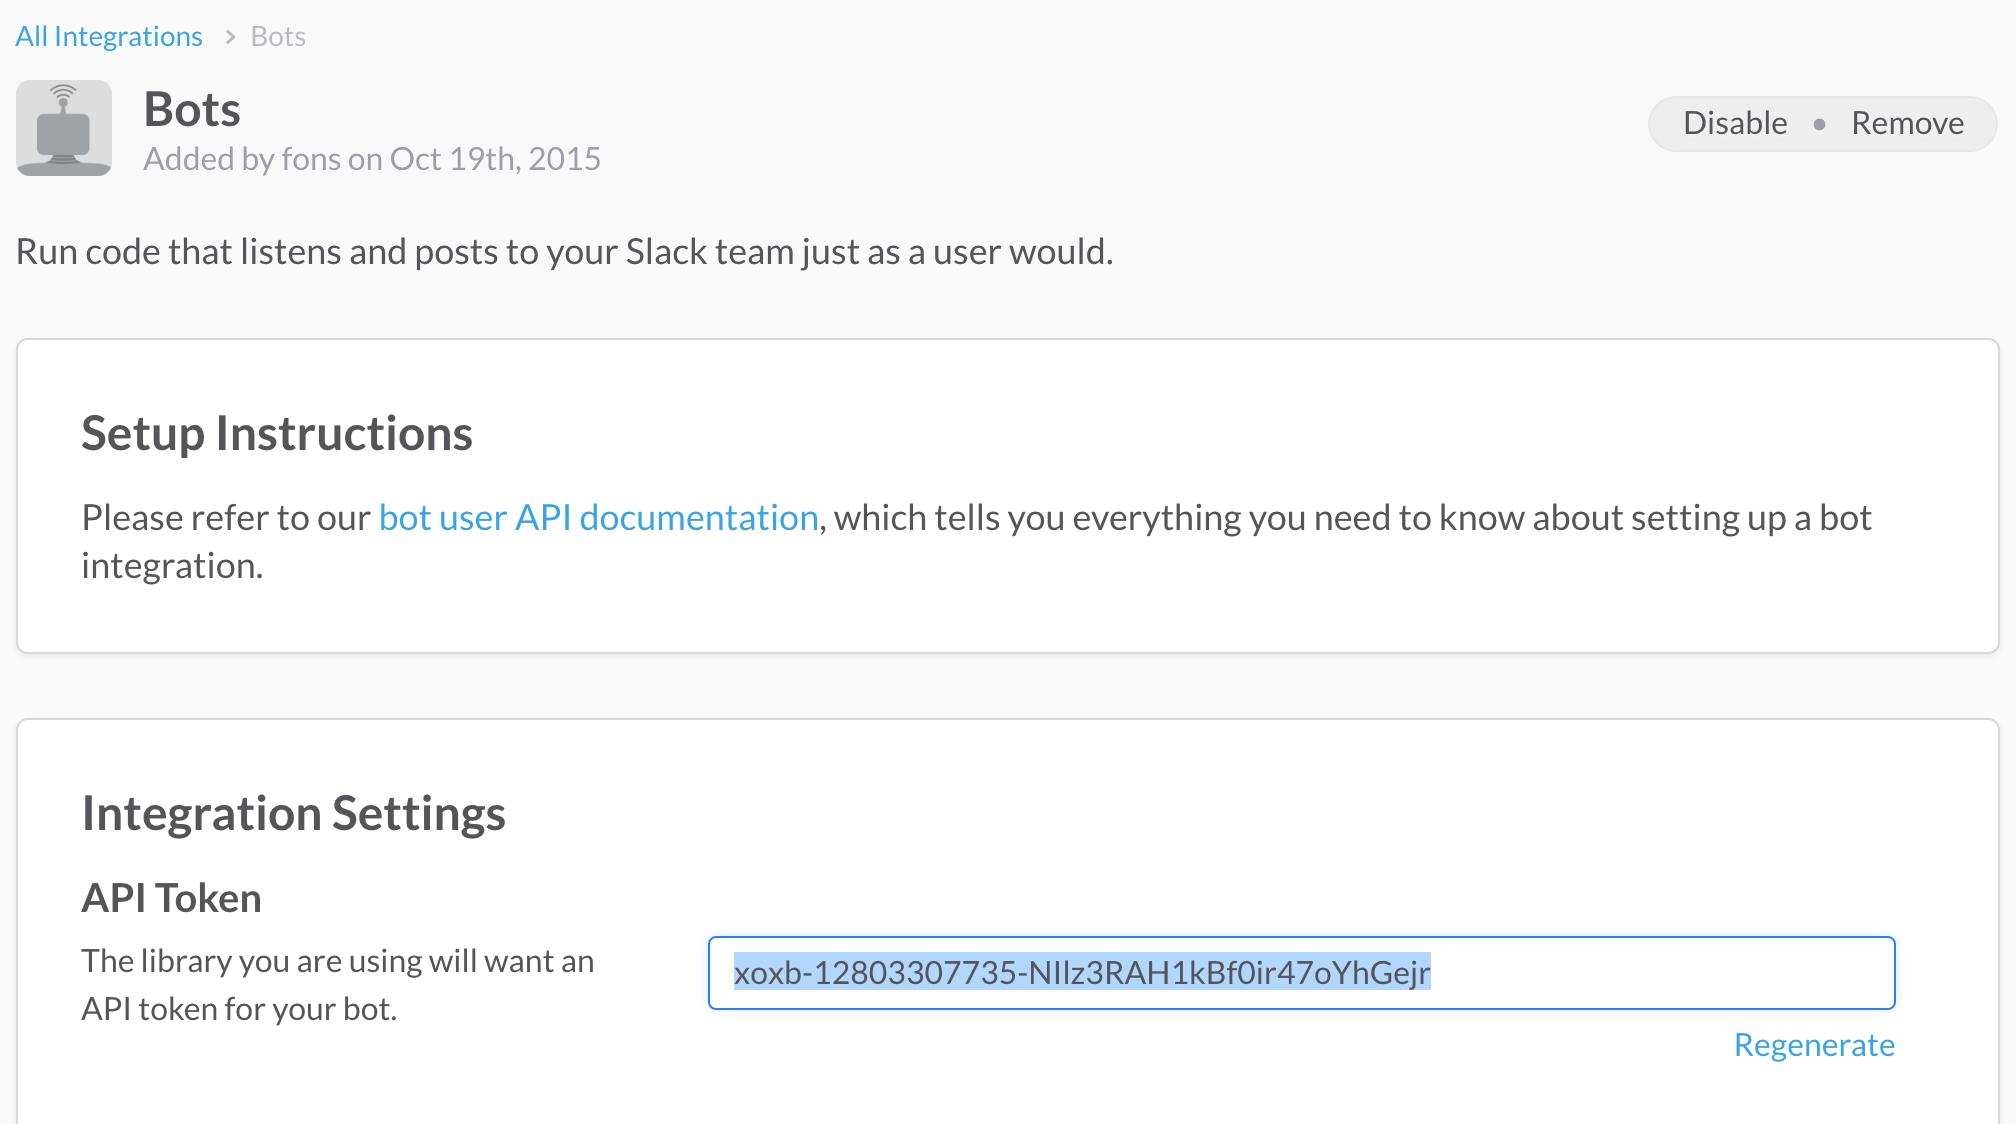 All Integrations > Bots
Bots
Added by fons on Oct 19th, 2015
Disable • Remove
Run code that listens and posts to your Slack team just as a user would.
Setup Instructions
Please refer to our bot user API documentation, which tells you everything you need to know about setting up a bot
integration.
Integration Settings
API Token
The library you are using will want an
API token for your bot.
xoxb-12803307735-NIlz3RAH1kBf0ir47oYhGejr
Regenerate